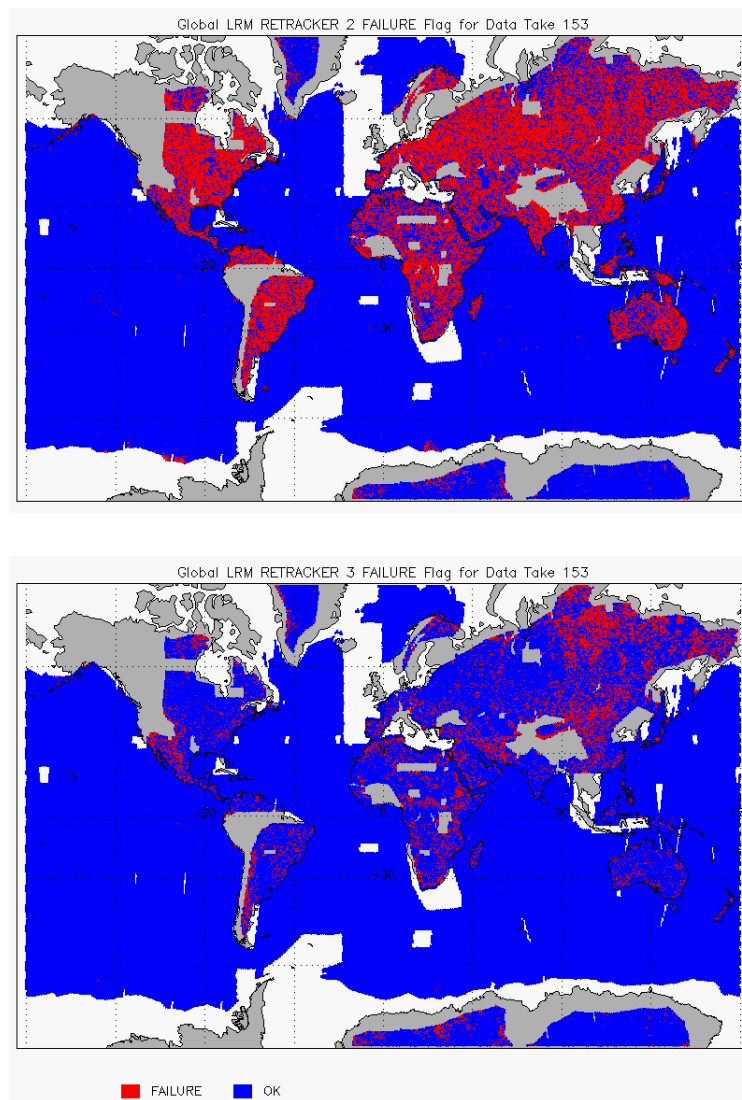 Global LRM RETRACKER 2 FAILURE Flag for Data Take 153
Global LRM RETRACKER 3 FAILURE Flag for Data Take 153
FAILURE OK